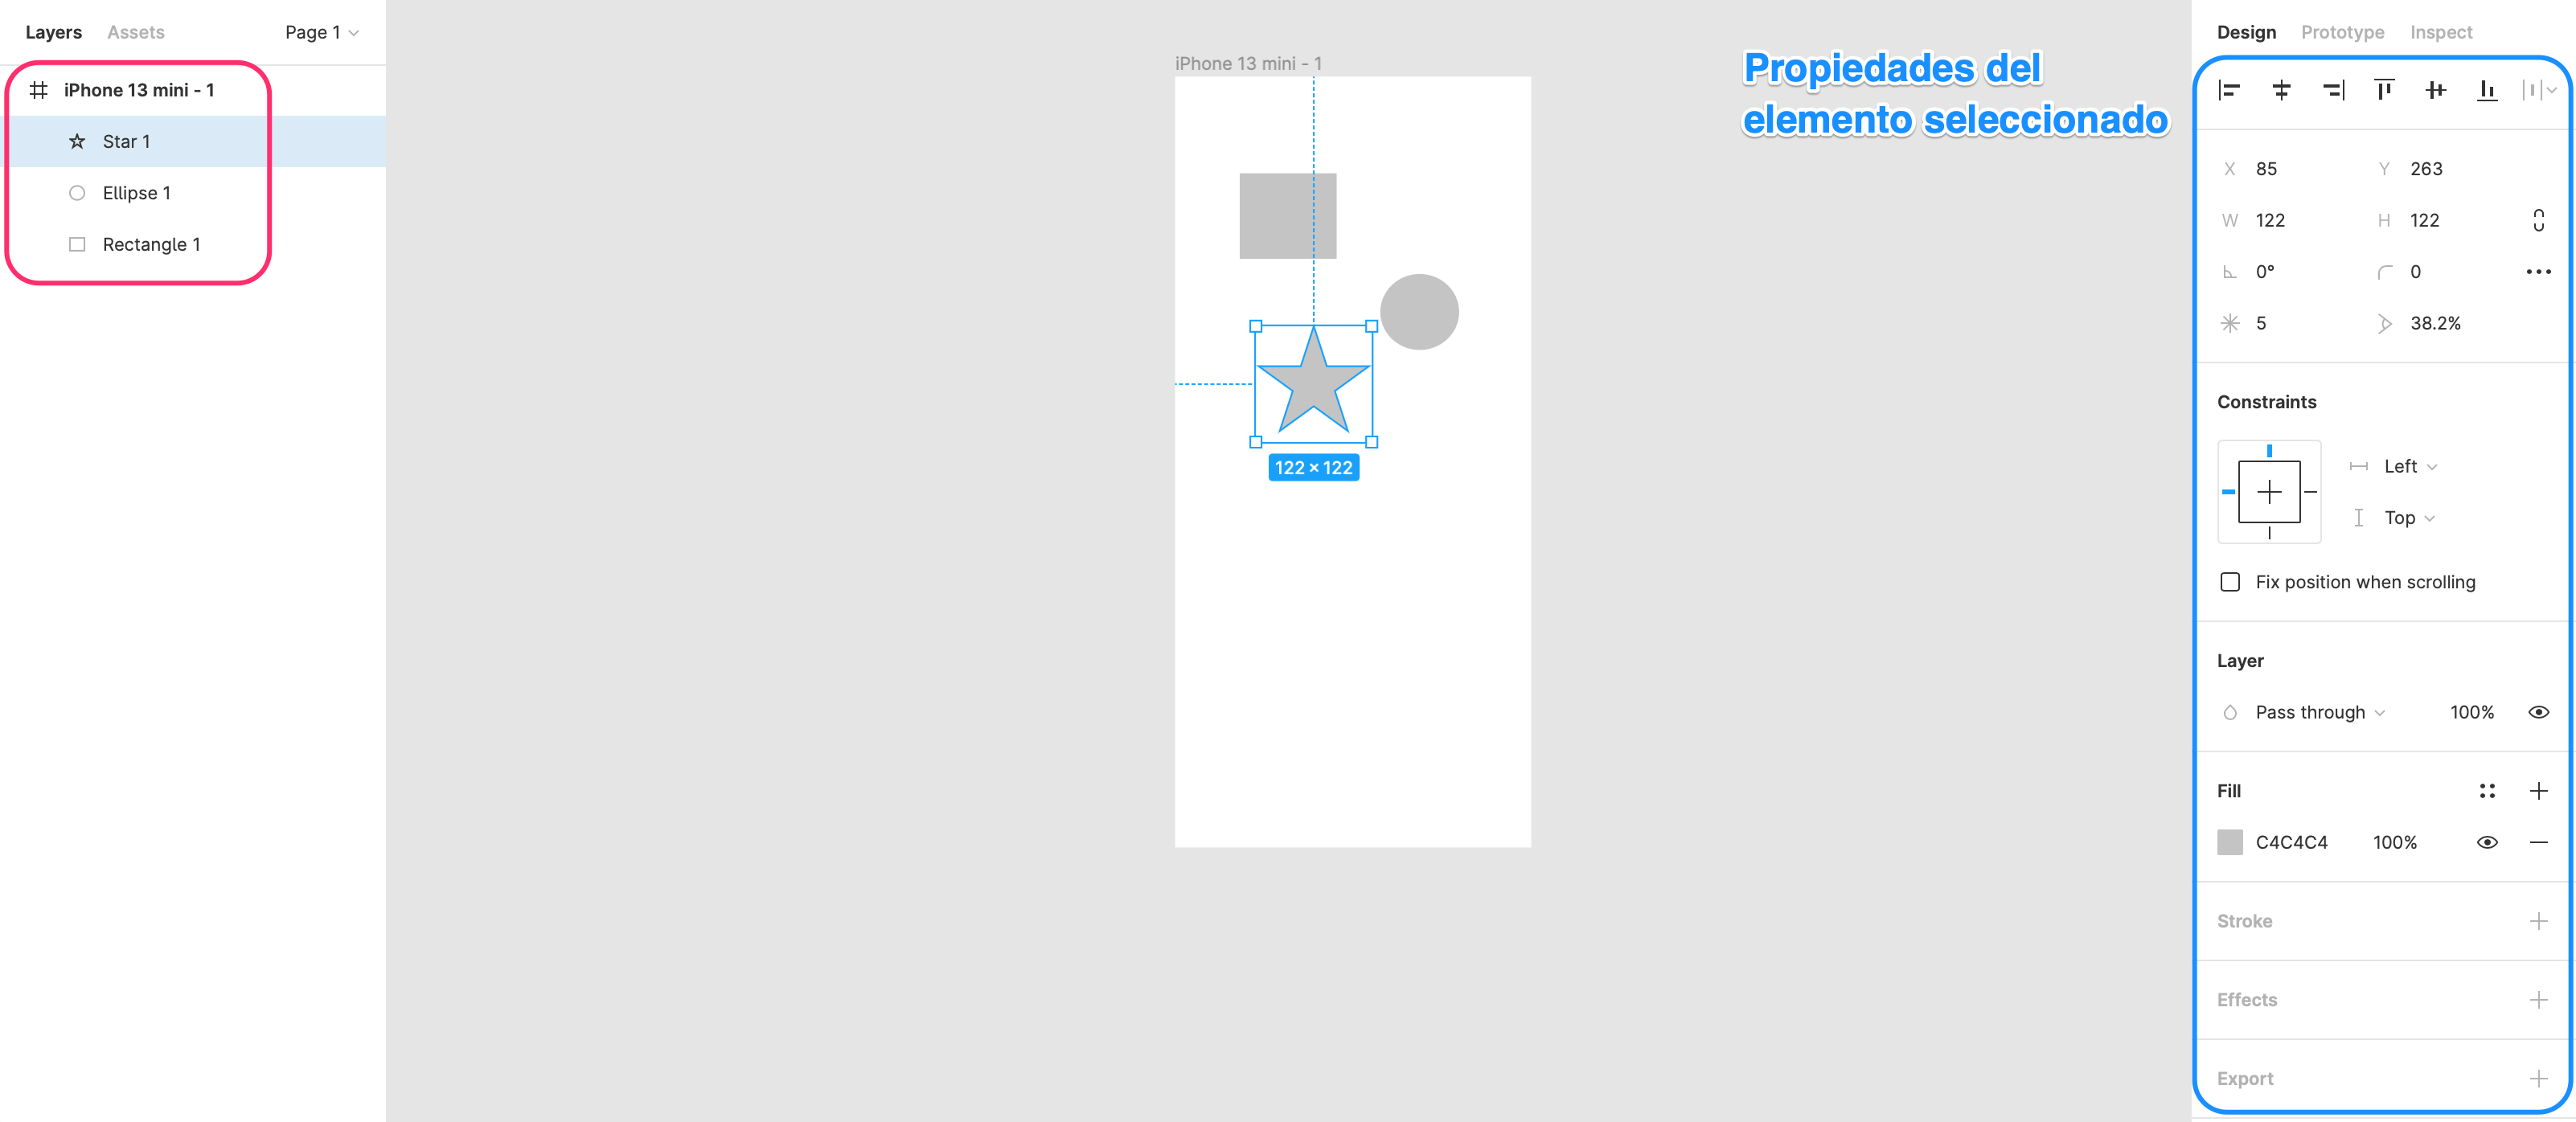 Layers Assets Page 1
iPhone 13 mini - 1
Star 1
Ellipse 1
Rectangle 1
iPhone 13 mini - 1
122 × 122
Propiedades del
elemento seleccionado
Design Prototype Inspect
X 85 Y 263
W 122 H 122
0° 0
5 38.2%
Constraints
Left
Top
Fix position when scrolling
Layer
Pass through 100%
Fill
C4C4C4 100%
Stroke
Effects
Export